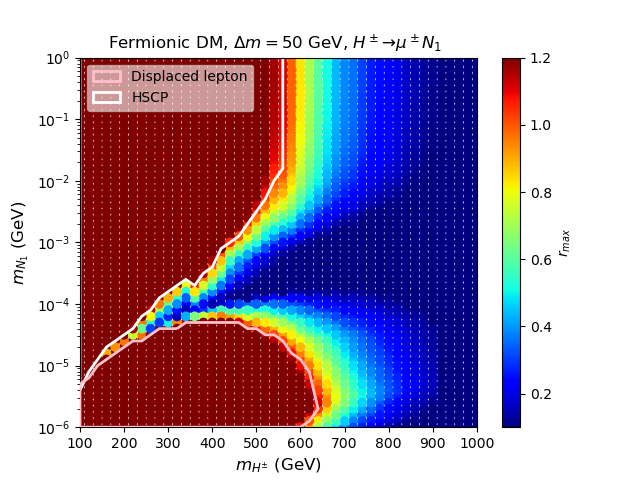 Fermionic DM, Δm = 50 GeV, H^± → μ^± N_1
Displaced lepton
HSCP
10^0
10^−1
10^−2
10^−3
10^−4
10^−5
10^−6
m_{N_1} (GeV)
100 200 300 400 500 600 700 800 900 1000
m_{H^±} (GeV)
1.2
1.0
0.8
0.6
0.4
0.2
r_{max}